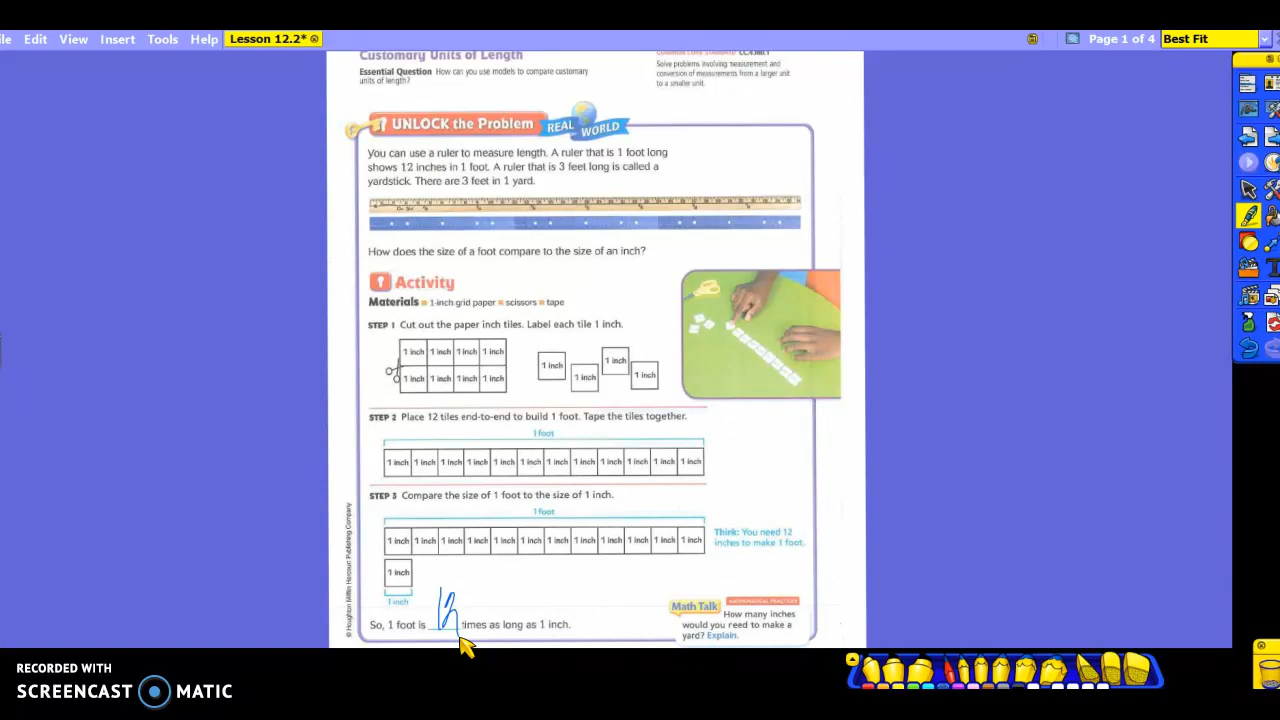 ile Edit View Insert Tools Help Lesson 12.2* Page 1 of 4 Best Fit
Customary Units of Length
Essential Question How can you use models to compare customary
units of length?
COMMON CORE STANDARD CC.4.MD.1
Solve problems involving measurement and
conversion of measurements from a larger unit
to a smaller unit.
UNLOCK the Problem REAL WORLD
You can use a ruler to measure length. A ruler that is 1 foot long
shows 12 inches in 1 foot. A ruler that is 3 feet long is called a
yardstick. There are 3 feet in 1 yard.
How does the size of a foot compare to the size of an inch?
Activity
Materials ■ 1-inch grid paper ■ scissors ■ tape
STEP 1 Cut out the paper inch tiles. Label each tile 1 inch.
1 inch 1 inch 1 inch 1 inch
1 inch 1 inch 1 inch 1 inch
1 inch 1 inch 1 inch 1 inch
STEP 2 Place 12 tiles end-to-end to build 1 foot. Tape the tiles together.
1 foot
1 inch 1 inch 1 inch 1 inch 1 inch 1 inch 1 inch 1 inch 1 inch 1 inch 1 inch 1 inch
STEP 3 Compare the size of 1 foot to the size of 1 inch.
1 foot
1 inch 1 inch 1 inch 1 inch 1 inch 1 inch 1 inch 1 inch 1 inch 1 inch 1 inch 1 inch
Think: You need 12
inches to make 1 foot.
1 inch
1 inch
So, 1 foot is 12 times as long as 1 inch.
Math Talk MATHEMATICAL PRACTICES
How many inches
would you need to make a
yard? Explain.
© Houghton Mifflin Harcourt Publishing Company
RECORDED WITH
SCREENCAST MATIC